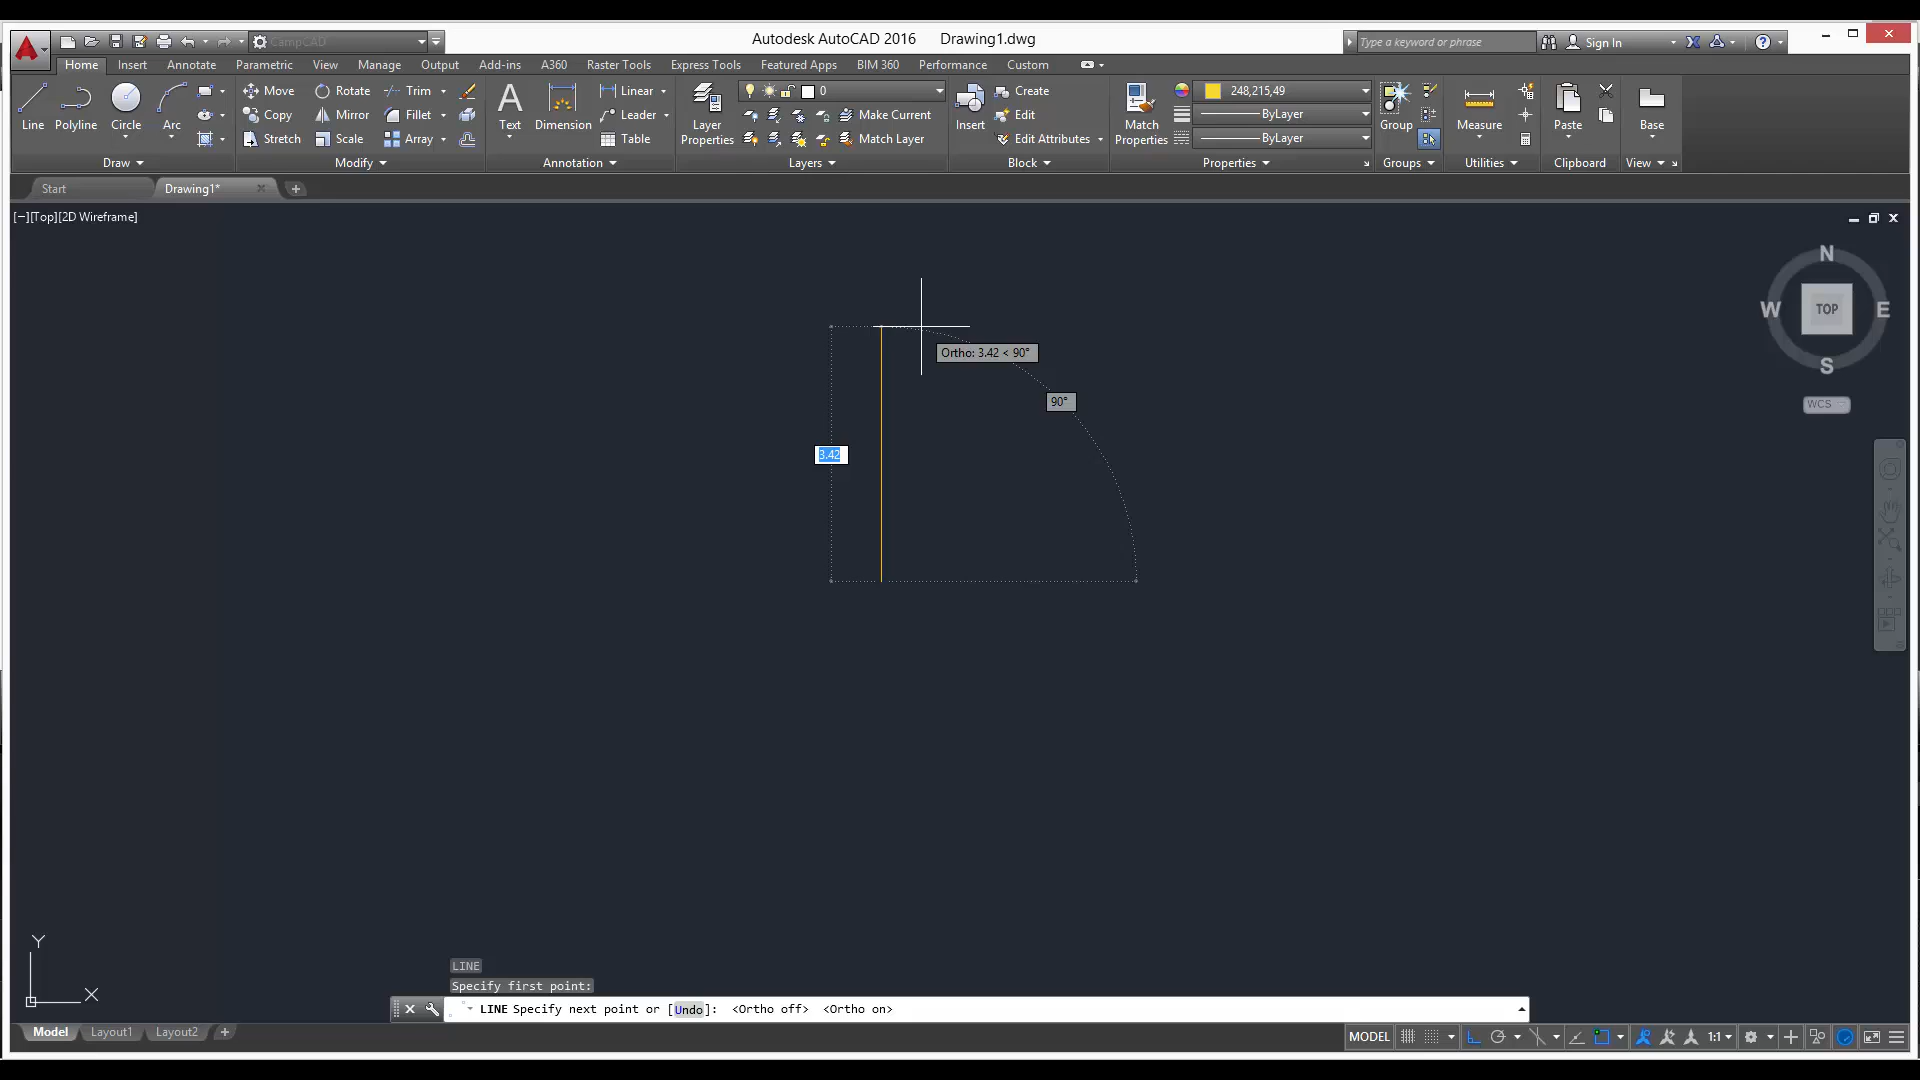 CampCAD
Autodesk AutoCAD 2016 Drawing1.dwg
Type a keyword or phrase
Sign In
Home Insert Annotate Parametric View Manage Output Add-ins A360 Raster Tools Express Tools Featured Apps BIM 360 Performance Custom
Line Polyline Circle Arc
Draw
Move Rotate Trim
Copy Mirror Fillet
Stretch Scale Array
Modify
Text Dimension
Linear
Leader
Table
Annotation
Layer
Properties
0
Make Current
Match Layer
Layers
Insert
Create
Edit
Edit Attributes
Block
Match
Properties
248,215,49
ByLayer
ByLayer
Properties
Group
Groups
Measure
Utilities
Paste
Clipboard
Base
View
Start Drawing1*
[−][Top][2D Wireframe]
N
W TOP E
S
WCS
Ortho: 3.42 < 90°
90°
3.42
Y
X
LINE
Specify first point:
LINE Specify next point or [Undo]: <Ortho off> <Ortho on>
Model Layout1 Layout2
MODEL 1:1